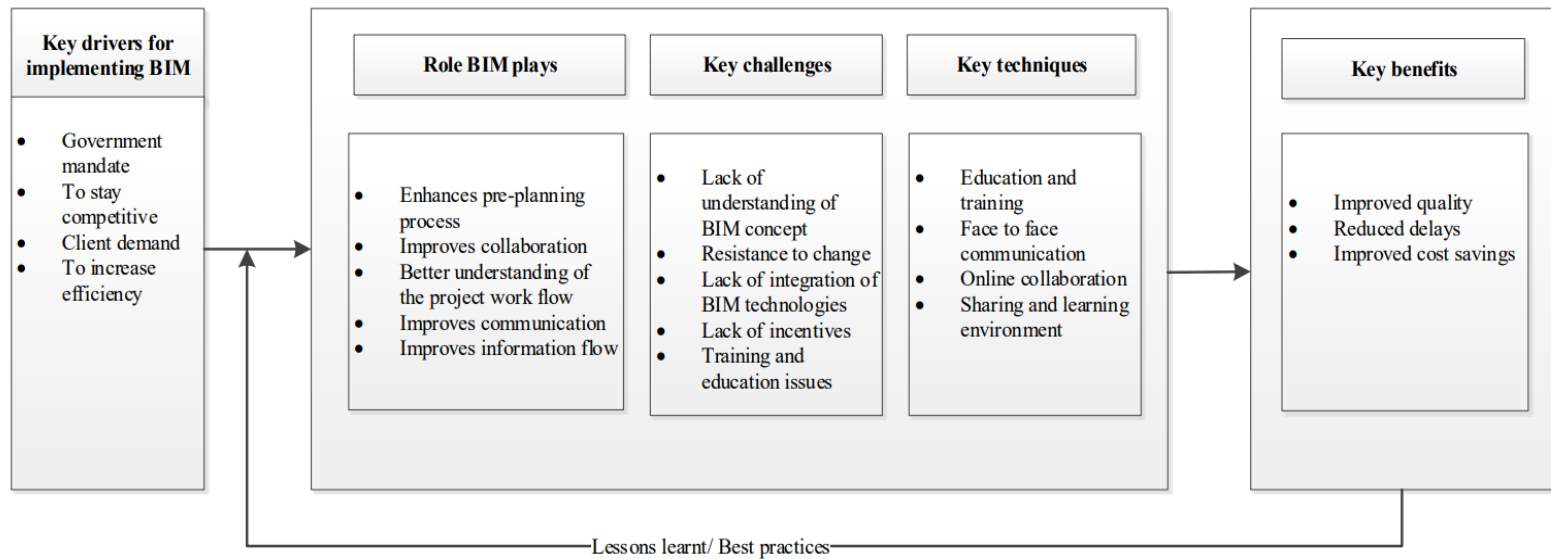 Key drivers for
implementing BIM
• Government
mandate
• To stay
competitive
• Client demand
• To increase
efficiency
Role BIM plays
• Enhances pre-planning
process
• Improves collaboration
• Better understanding of
the project work flow
• Improves communication
• Improves information flow
Key challenges
• Lack of
understanding of
BIM concept
• Resistance to change
• Lack of integration of
BIM technologies
• Lack of incentives
• Training and
education issues
Key techniques
• Education and
training
• Face to face
communication
• Online collaboration
• Sharing and learning
environment
Key benefits
• Improved quality
• Reduced delays
• Improved cost savings
Lessons learnt/ Best practices